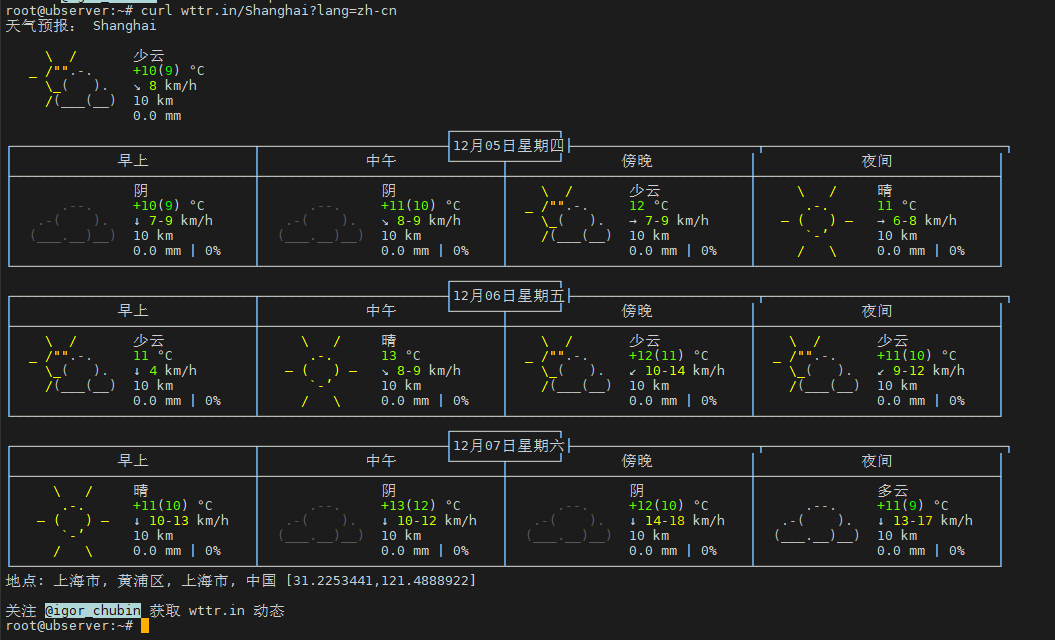 root@ubserver:~# curl wttr.in/Shanghai?lang=zh-cn
天气预报： Shanghai
少云
+10(9) °C
↘ 8 km/h
10 km
0.0 mm
12月05日星期四
早上 中午 傍晚 夜间
阴 阴 少云 晴
+10(9) °C +11(10) °C 12 °C 11 °C
↓ 7-9 km/h ↘ 8-9 km/h → 7-9 km/h → 6-8 km/h
10 km 10 km 10 km 10 km
0.0 mm | 0% 0.0 mm | 0% 0.0 mm | 0% 0.0 mm | 0%
12月06日星期五
早上 中午 傍晚 夜间
少云 晴 少云 少云
11 °C 13 °C +12(11) °C +11(10) °C
↓ 4 km/h ↘ 8-9 km/h ↙ 10-14 km/h ↙ 9-12 km/h
10 km 10 km 10 km 10 km
0.0 mm | 0% 0.0 mm | 0% 0.0 mm | 0% 0.0 mm | 0%
12月07日星期六
早上 中午 傍晚 夜间
晴 阴 阴 多云
+11(10) °C +13(12) °C +12(10) °C +11(9) °C
↓ 10-13 km/h ↓ 10-12 km/h ↓ 14-18 km/h ↓ 13-17 km/h
10 km 10 km 10 km 10 km
0.0 mm | 0% 0.0 mm | 0% 0.0 mm | 0% 0.0 mm | 0%
地点: 上海市, 黄浦区, 上海市, 中国 [31.2253441,121.4888922]
关注 @igor_chubin 获取 wttr.in 动态
root@ubserver:~#